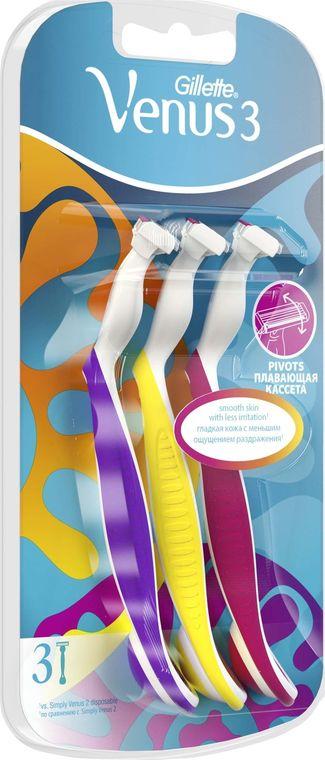 Gillette®
Venus 3
PIVOTS
ПЛАВАЮЩАЯ
КАССЕТА
smooth skin
with less irritation¹
гладкая кожа с меньшим
ощущением раздражения¹
3
¹vs. Simply Venus 2 disposable
¹по сравнению с Simply Venus 2